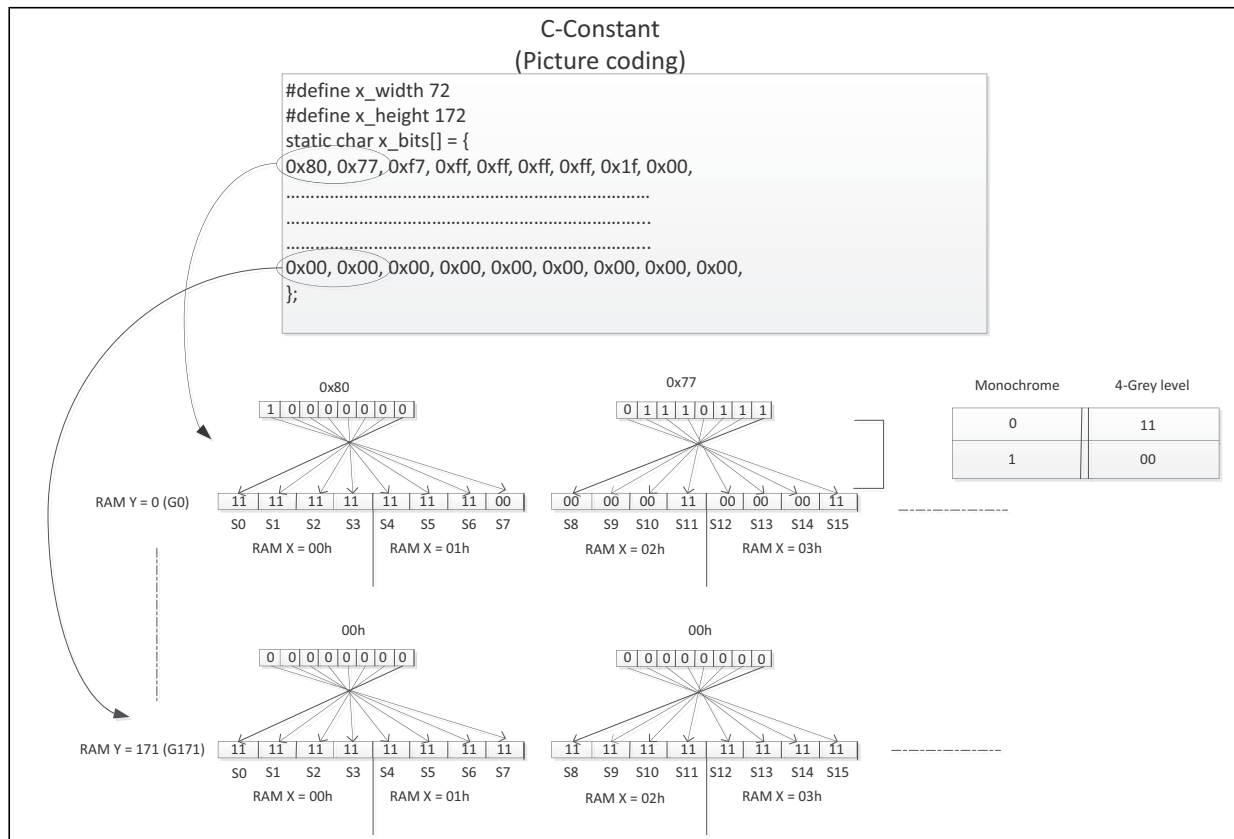 C-Constant
(Picture coding)
#define x_width 72
#define x_height 172
static char x_bits[] = {
0x80, 0x77, 0xf7, 0xff, 0xff, 0xff, 0xff, 0x1f, 0x00,
................................................................................
................................................................................
................................................................................
0x00, 0x00, 0x00, 0x00, 0x00, 0x00, 0x00, 0x00, 0x00,
};
0x80 0x77
Monochrome 4-Grey level
1 0 0 0 0 0 0 0 0 1 1 1 0 1 1 1
0 11
1 00
RAM Y = 0 (G0) 11 11 11 11 11 11 11 00 00 00 00 11 00 00 00 11
S0 S1 S2 S3 S4 S5 S6 S7 S8 S9 S10 S11 S12 S13 S14 S15
RAM X = 00h RAM X = 01h RAM X = 02h RAM X = 03h
00h 00h
0 0 0 0 0 0 0 0 0 0 0 0 0 0 0 0
RAM Y = 171 (G171) 11 11 11 11 11 11 11 11 11 11 11 11 11 11 11 11
S0 S1 S2 S3 S4 S5 S6 S7 S8 S9 S10 S11 S12 S13 S14 S15
RAM X = 00h RAM X = 01h RAM X = 02h RAM X = 03h